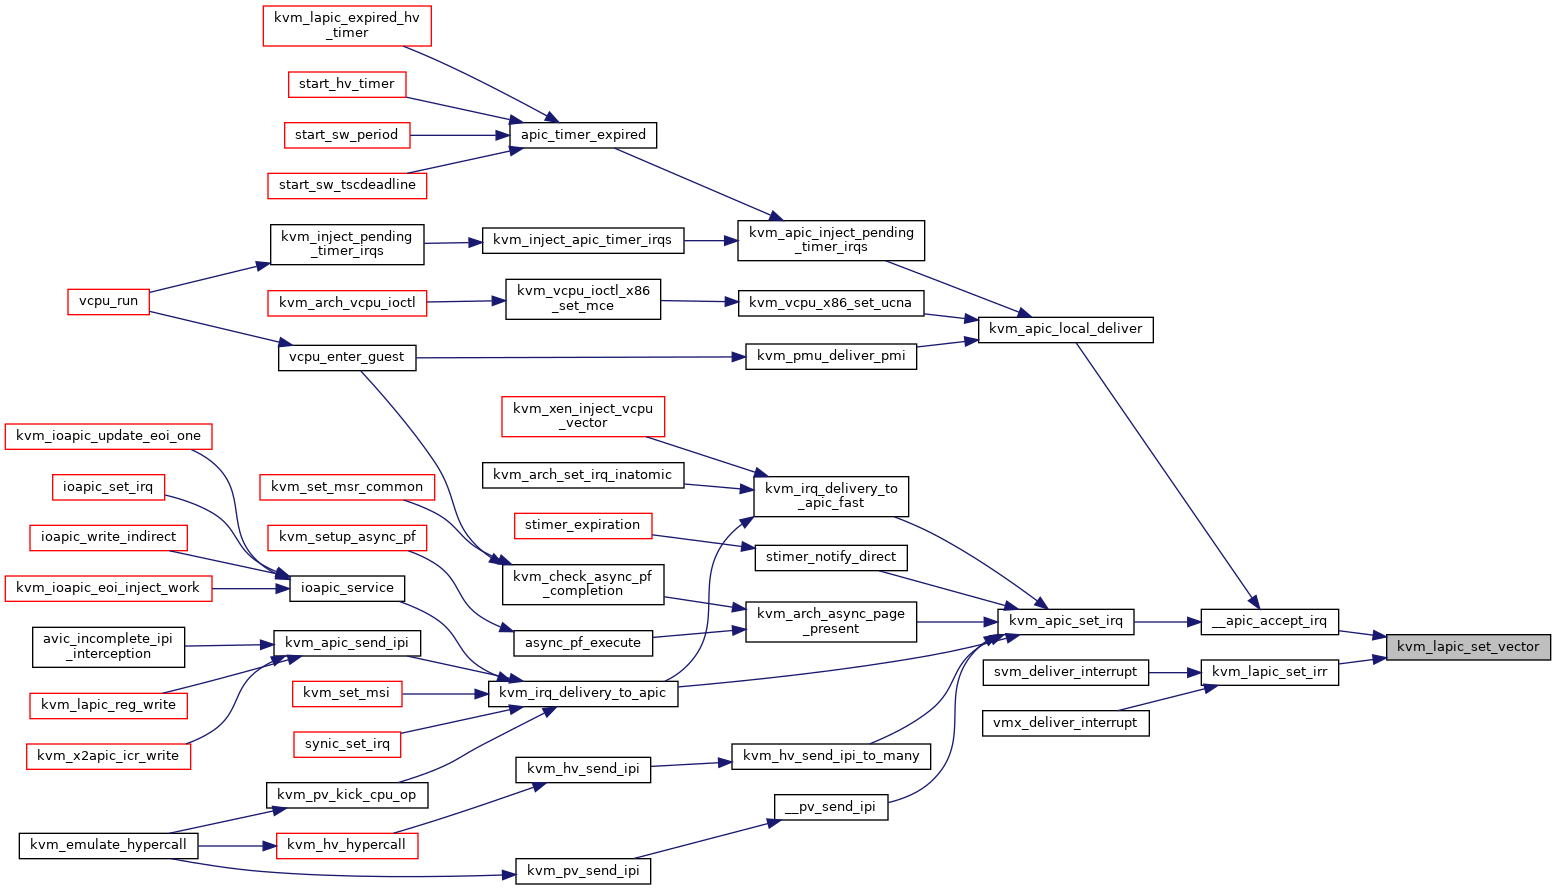 kvm_lapic_expired_hv
_timer
start_hv_timer
apic_timer_expired
start_sw_period
start_sw_tscdeadline
kvm_inject_pending
_timer_irqs
kvm_inject_apic_timer_irqs
kvm_apic_inject_pending
_timer_irqs
vcpu_run
kvm_arch_vcpu_ioctl
kvm_vcpu_ioctl_x86
_set_mce
kvm_vcpu_x86_set_ucna
kvm_apic_local_deliver
vcpu_enter_guest
kvm_pmu_deliver_pmi
kvm_xen_inject_vcpu
_vector
kvm_ioapic_update_eoi_one
kvm_arch_set_irq_inatomic
ioapic_set_irq
kvm_set_msr_common
kvm_irq_delivery_to
_apic_fast
stimer_expiration
ioapic_write_indirect
kvm_setup_async_pf
stimer_notify_direct
kvm_ioapic_eoi_inject_work
ioapic_service
kvm_check_async_pf
_completion
kvm_arch_async_page
_present
kvm_apic_set_irq
__apic_accept_irq
avic_incomplete_ipi
_interception
kvm_apic_send_ipi
async_pf_execute
kvm_lapic_set_vector
svm_deliver_interrupt
kvm_lapic_set_irr
kvm_lapic_reg_write
kvm_set_msi
kvm_irq_delivery_to_apic
vmx_deliver_interrupt
kvm_x2apic_icr_write
synic_set_irq
kvm_hv_send_ipi_to_many
kvm_hv_send_ipi
kvm_pv_kick_cpu_op
__pv_send_ipi
kvm_emulate_hypercall
kvm_hv_hypercall
kvm_pv_send_ipi